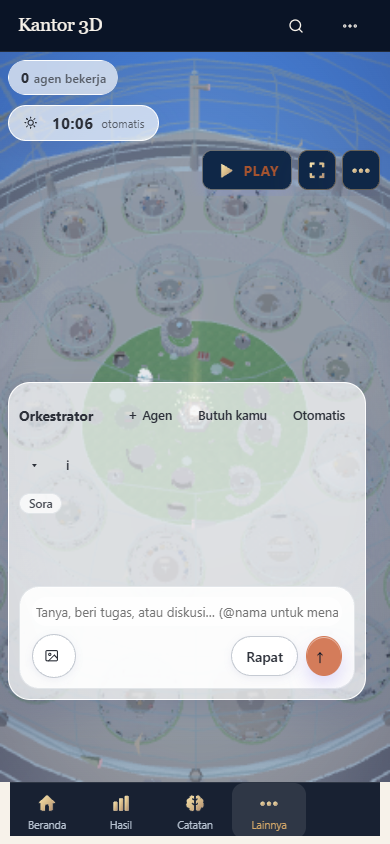 Kantor 3D
0 agen bekerja
10:06 otomatis
PLAY
Orkestrator + Agen Butuh kamu Otomatis
i
Sora
Tanya, beri tugas, atau diskusi... (@nama untuk mena
Rapat ↑
Beranda Hasil Catatan Lainnya